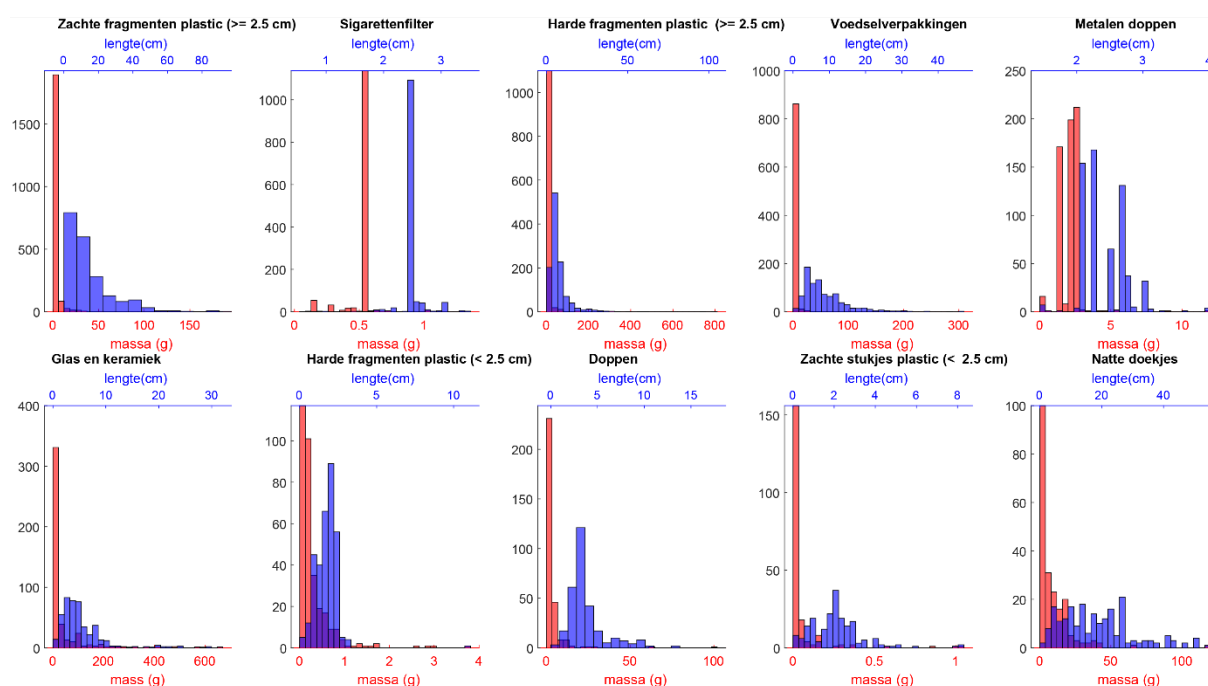 Zachte fragmenten plastic (>= 2.5 cm)
lengte(cm)
0 20 40 60 80
1500
1000
500
0
0 50 100 150
massa (g)
Sigarettenfilter
lengte(cm)
1 2 3
1000
800
600
400
200
0
0 0.5 1
massa (g)
Harde fragmenten plastic (>= 2.5 cm)
lengte(cm)
0 50 100
1000
800
600
400
200
0
0 200 400 600 800
massa (g)
Voedselverpakkingen
lengte(cm)
0 10 20 30 40
1000
800
600
400
200
0
0 100 200 300
massa (g)
Metalen doppen
lengte(cm)
2 3 4
250
200
150
100
50
0
0 5 10
massa (g)
Glas en keramiek
lengte(cm)
0 10 20 30
400
300
200
100
0
0 200 400 600
mass (g)
Harde fragmenten plastic (< 2.5 cm)
lengte(cm)
0 5 10
100
80
60
40
20
0
0 1 2 3 4
massa (g)
Doppen
lengte(cm)
0 5 10 15
200
150
100
50
0
0 50 100
massa (g)
Zachte stukjes plastic (< 2.5 cm)
lengte(cm)
0 2 4 6 8
150
100
50
0
0 0.5 1
massa (g)
Natte doekjes
lengte(cm)
0 20 40
100
80
60
40
20
0
0 50 100
massa (g)